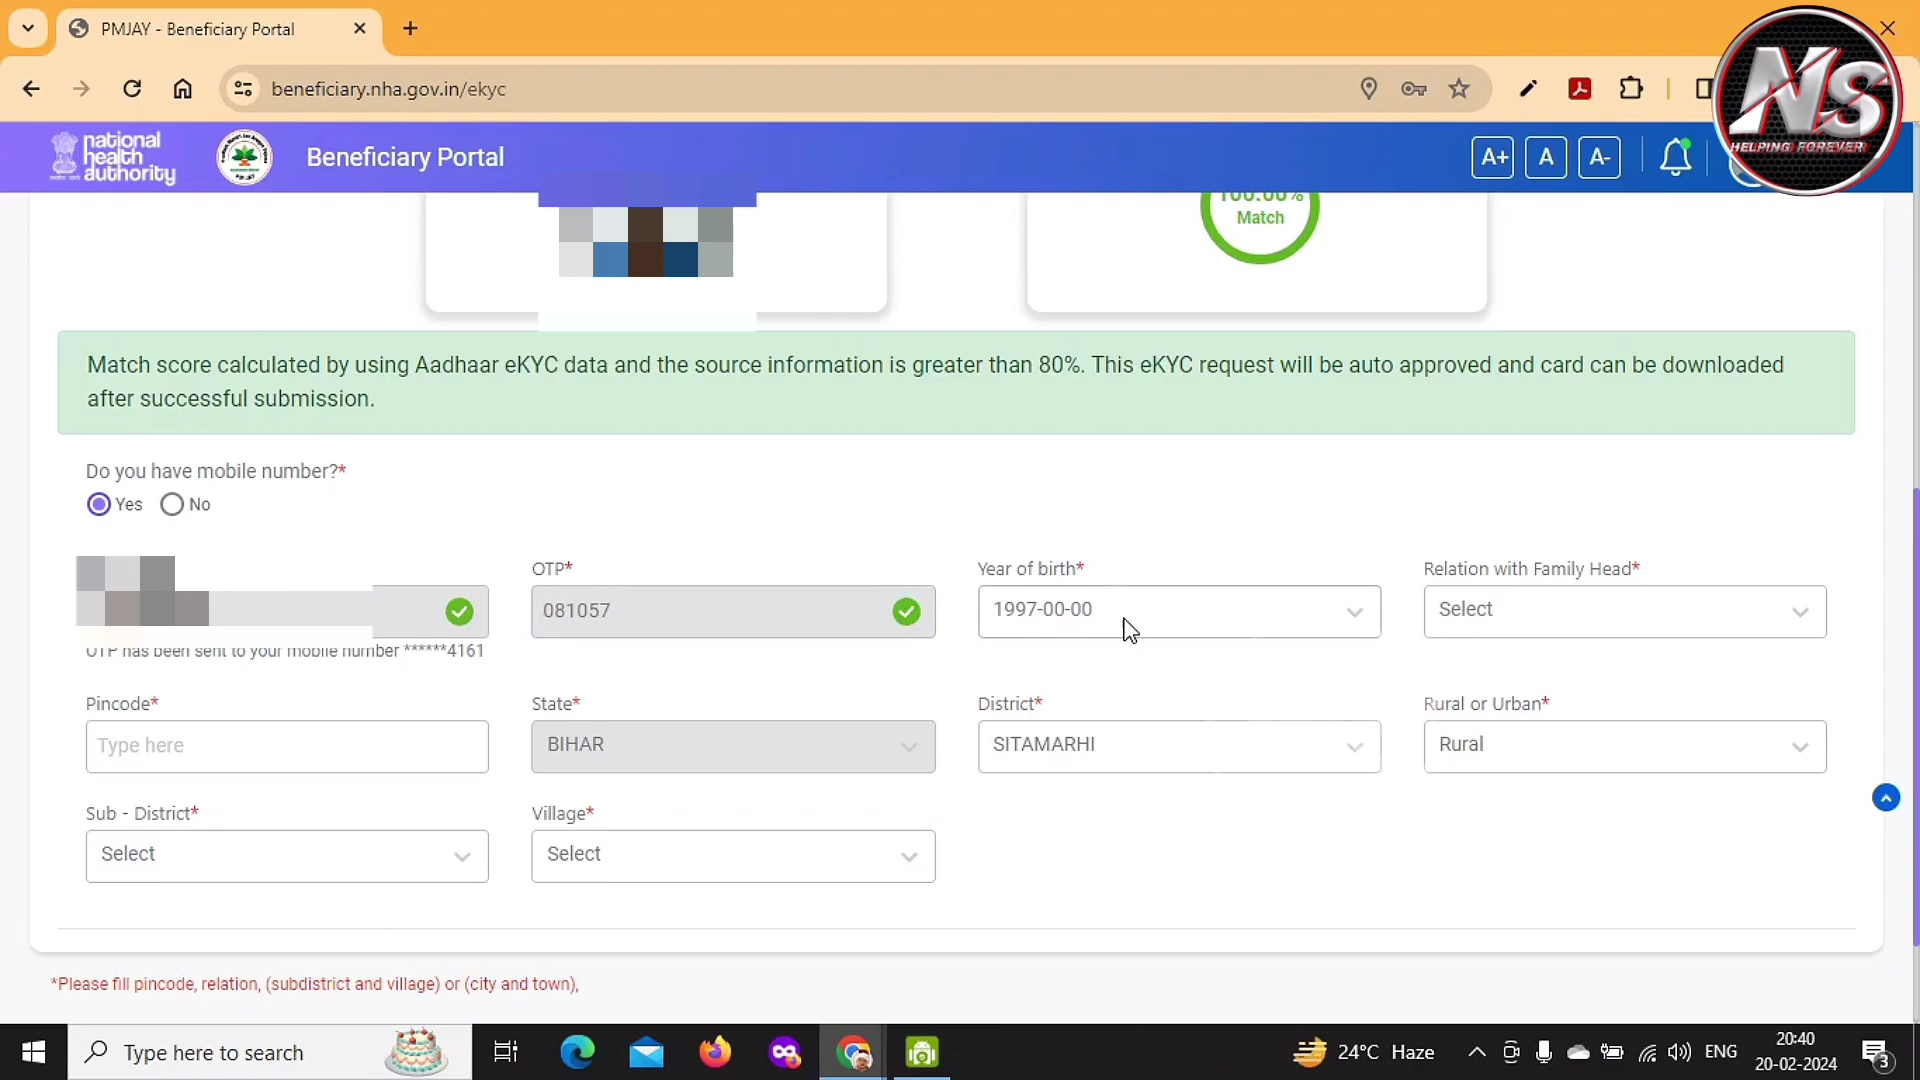 PMJAY - Beneficiary Portal
beneficiary.nha.gov.in/ekyc
NS
HELPING FOREVER
national
health
authority
PM-JAY
Beneficiary Portal
A+ A A-
100.00%
Match
Match score calculated by using Aadhaar eKYC data and the source information is greater than 80%. This eKYC request will be auto approved and card can be downloaded
after successful submission.
Do you have mobile number?*
Yes No
OTP* Year of birth* Relation with Family Head*
081057 1997-00-00 Select
OTP has been sent to your mobile number ******4161
Pincode* State* District* Rural or Urban*
Type here BIHAR SITAMARHI Rural
Sub - District* Village*
Select Select
*Please fill pincode, relation, (subdistrict and village) or (city and town),
Type here to search
24°C Haze
ENG
20:40
20-02-2024
3